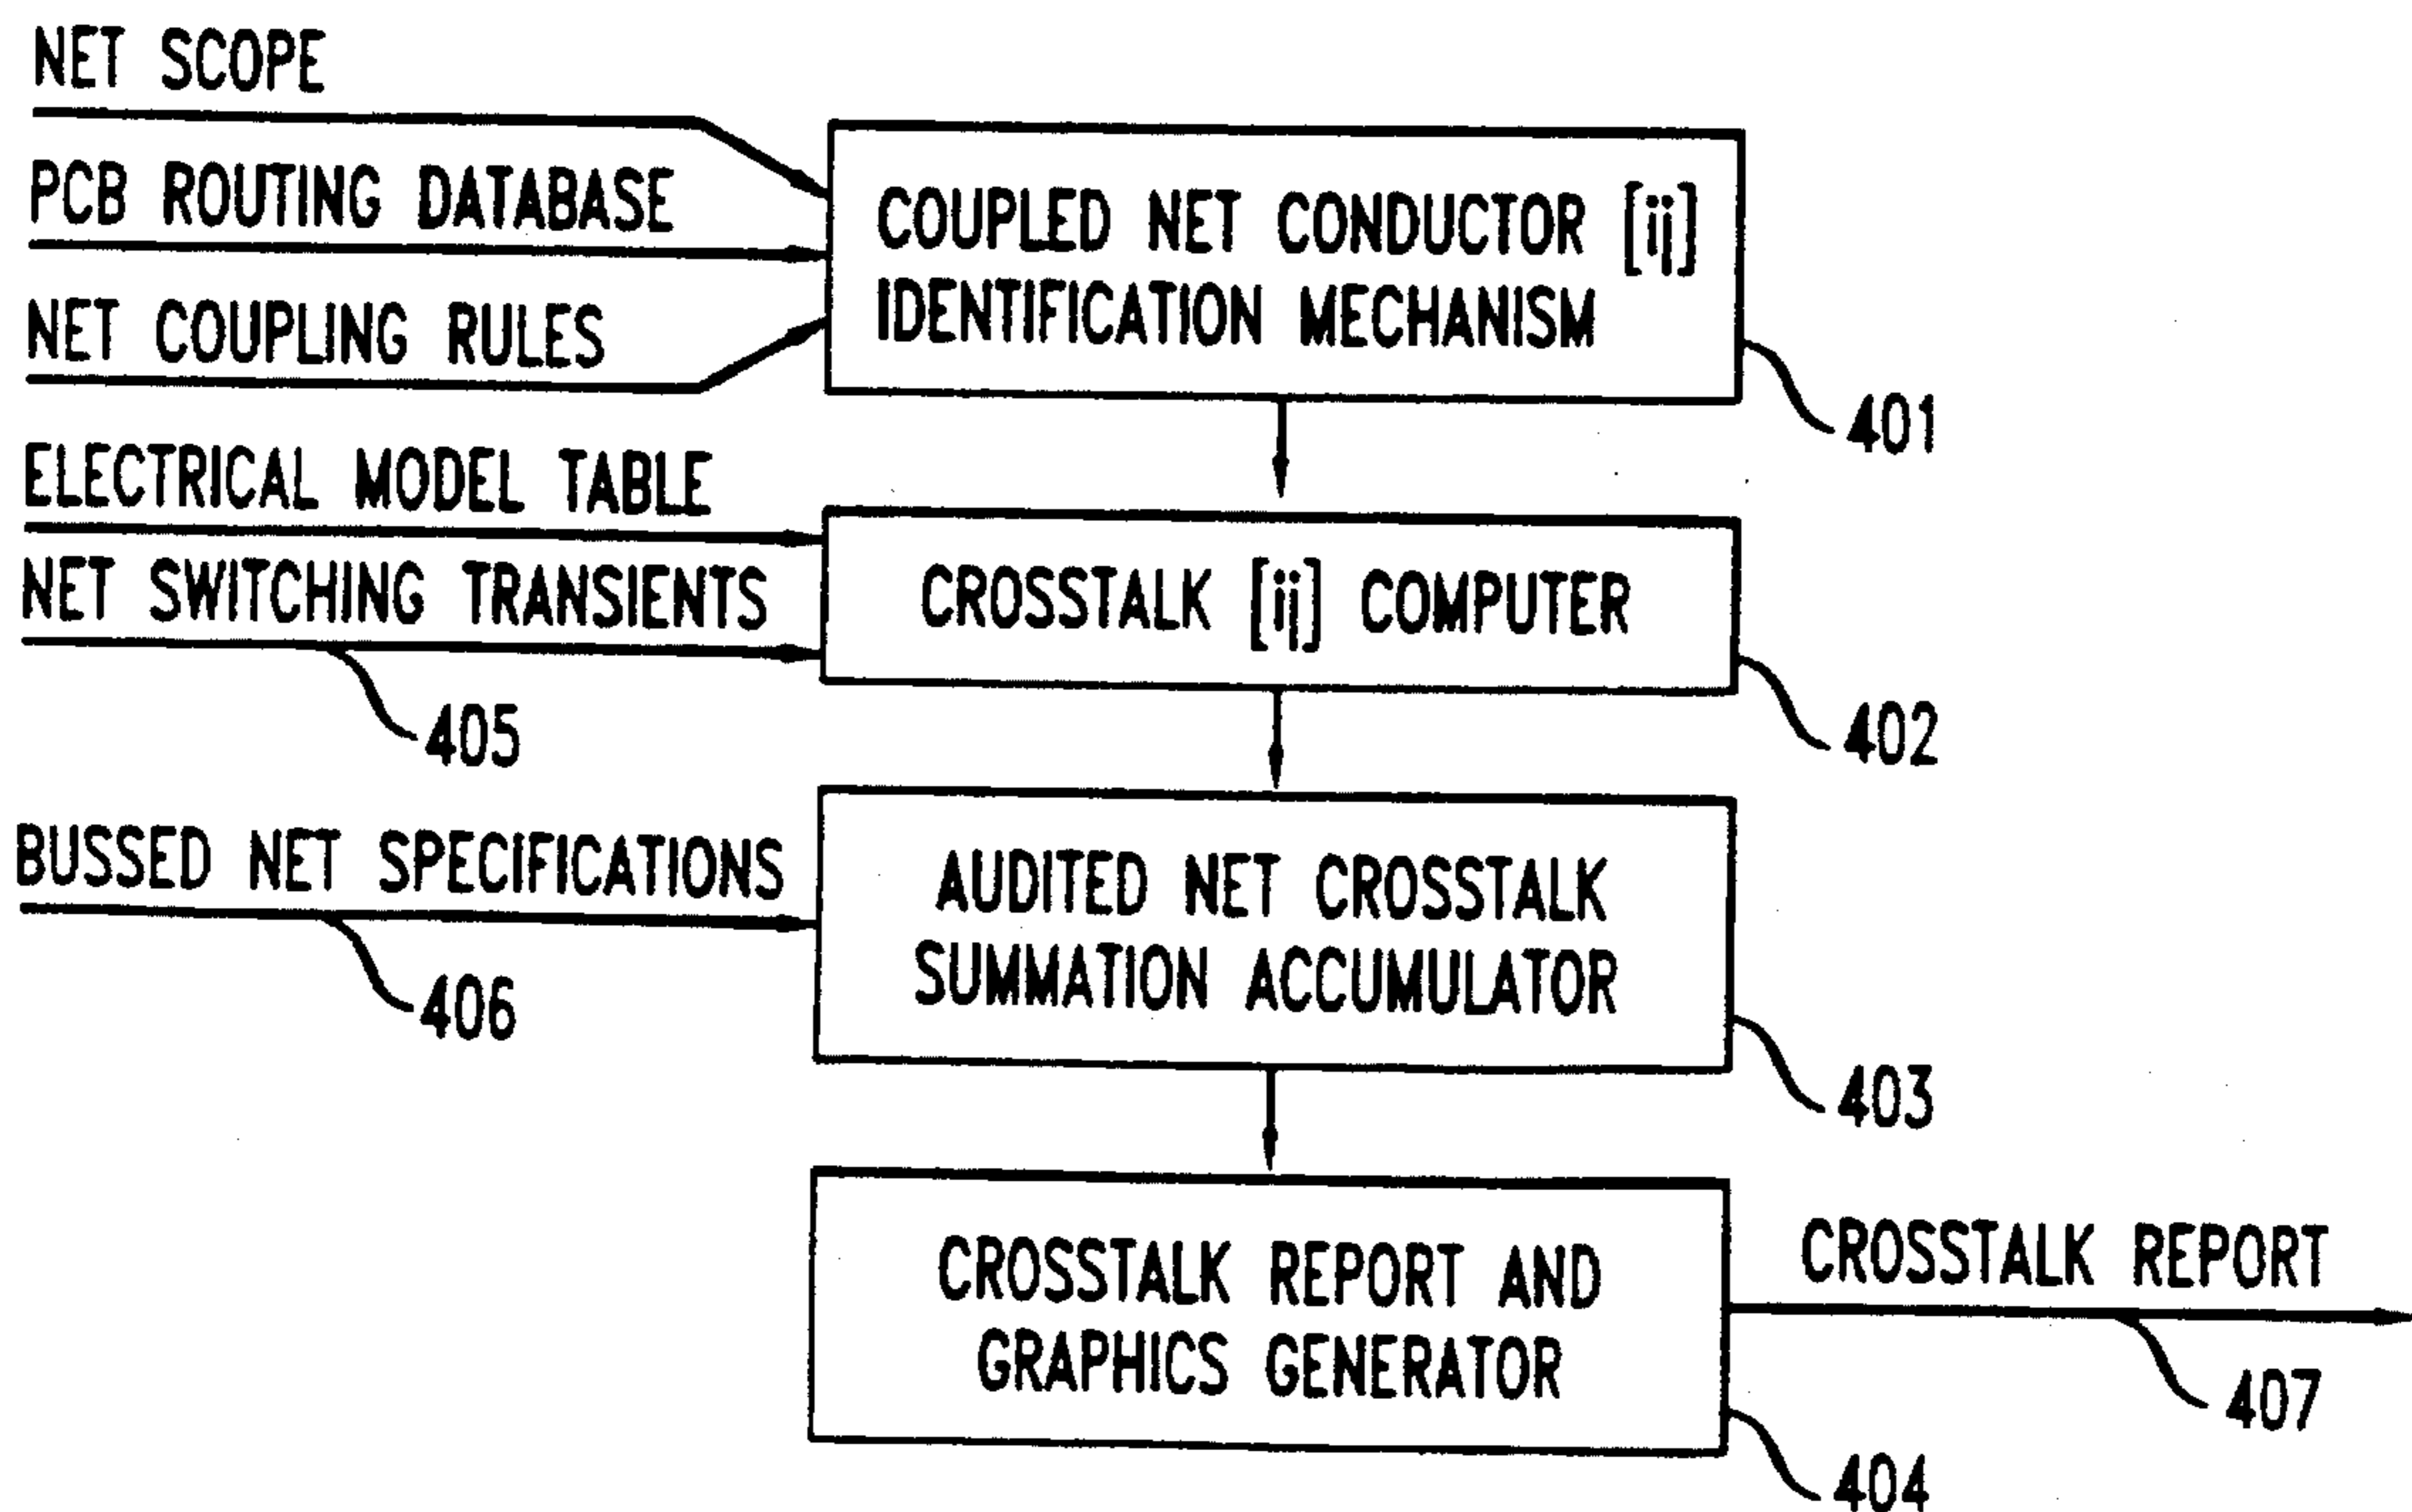 NET SCOPE
PCB ROUTING DATABASE
NET COUPLING RULES
COUPLED NET CONDUCTOR [ij]
IDENTIFICATION MECHANISM
401
ELECTRICAL MODEL TABLE
NET SWITCHING TRANSIENTS
405
CROSSTALK [ij] COMPUTER
402
BUSSED NET SPECIFICATIONS
406
AUDITED NET CROSSTALK
SUMMATION ACCUMULATOR
403
CROSSTALK REPORT AND
GRAPHICS GENERATOR
404
CROSSTALK REPORT
407